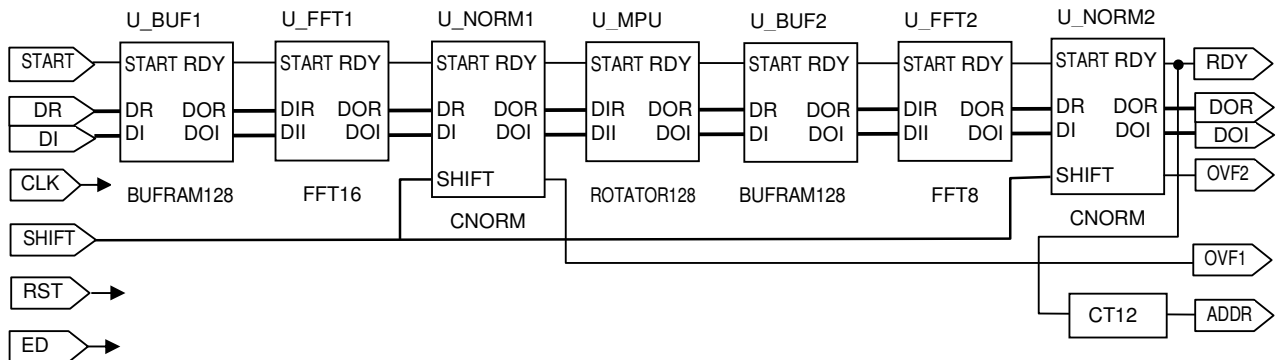 U_BUF1 U_FFT1 U_NORM1 U_MPU U_BUF2 U_FFT2 U_NORM2
START START RDY START RDY START RDY START RDY START RDY START RDY START RDY RDY
DR DR DOR DIR DOR DR DOR DIR DOR DR DOR DIR DOR DR DOR DOR
DI DI DOI DII DOI DI DOI DII DOI DI DOI DII DOI DI DOI DOI
CLK SHIFT SHIFT OVF2
BUFRAM128 FFT16 ROTATOR128 BUFRAM128 FFT8
CNORM CNORM
SHIFT
OVF1
RST
CT12 ADDR
ED